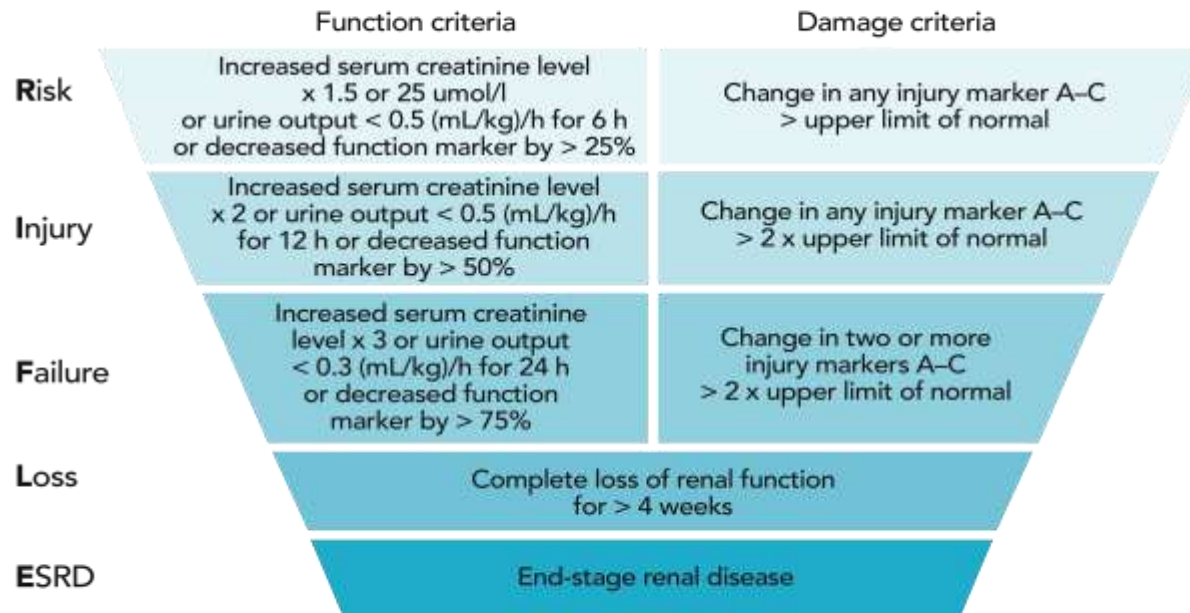 Function criteria
Damage criteria
Risk
Increased serum creatinine level
x 1.5 or 25 umol/l
or urine output < 0.5 (mL/kg)/h for 6 h
or decreased function marker by > 25%
Change in any injury marker A–C
> upper limit of normal
Injury
Increased serum creatinine level
x 2 or urine output < 0.5 (mL/kg)/h
for 12 h or decreased function
marker by > 50%
Change in any injury marker A–C
> 2 x upper limit of normal
Failure
Increased serum creatinine
level x 3 or urine output
< 0.3 (mL/kg)/h for 24 h
or decreased function
marker by > 75%
Change in two or more
injury markers A–C
> 2 x upper limit of normal
Loss
Complete loss of renal function
for > 4 weeks
ESRD
End-stage renal disease